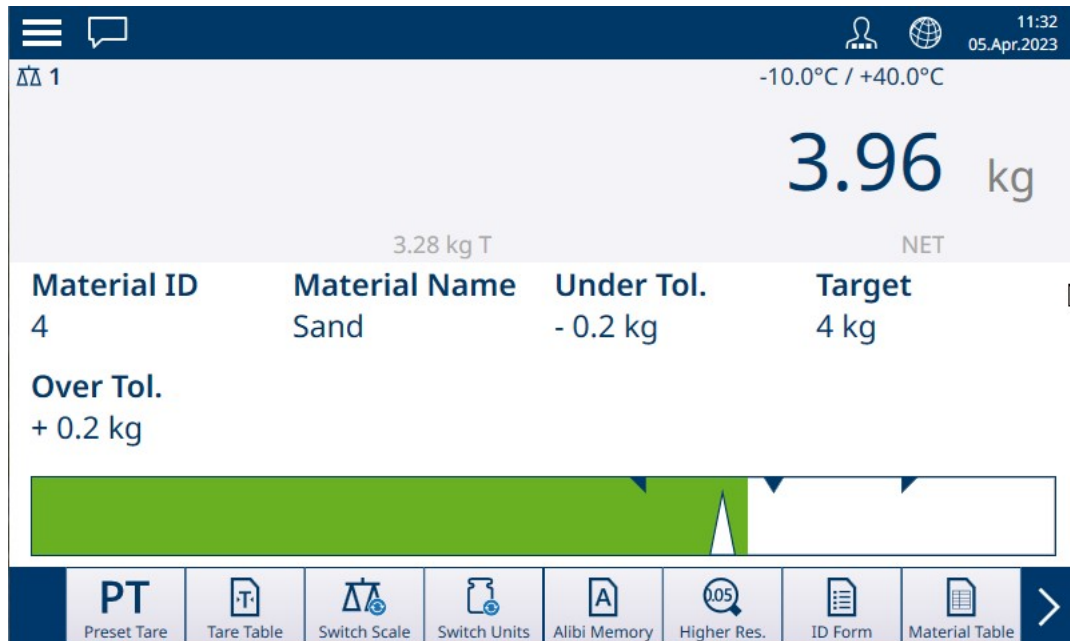 11:32
05.Apr.2023
1
-10.0°C / +40.0°C
3.96 kg
3.28 kg T
NET
Material ID
4
Material Name
Sand
Under Tol.
- 0.2 kg
Target
4 kg
Over Tol.
+ 0.2 kg
PT
Preset Tare
T
Tare Table
Switch Scale
Switch Units
A
Alibi Memory
0.05
Higher Res.
ID Form
Material Table